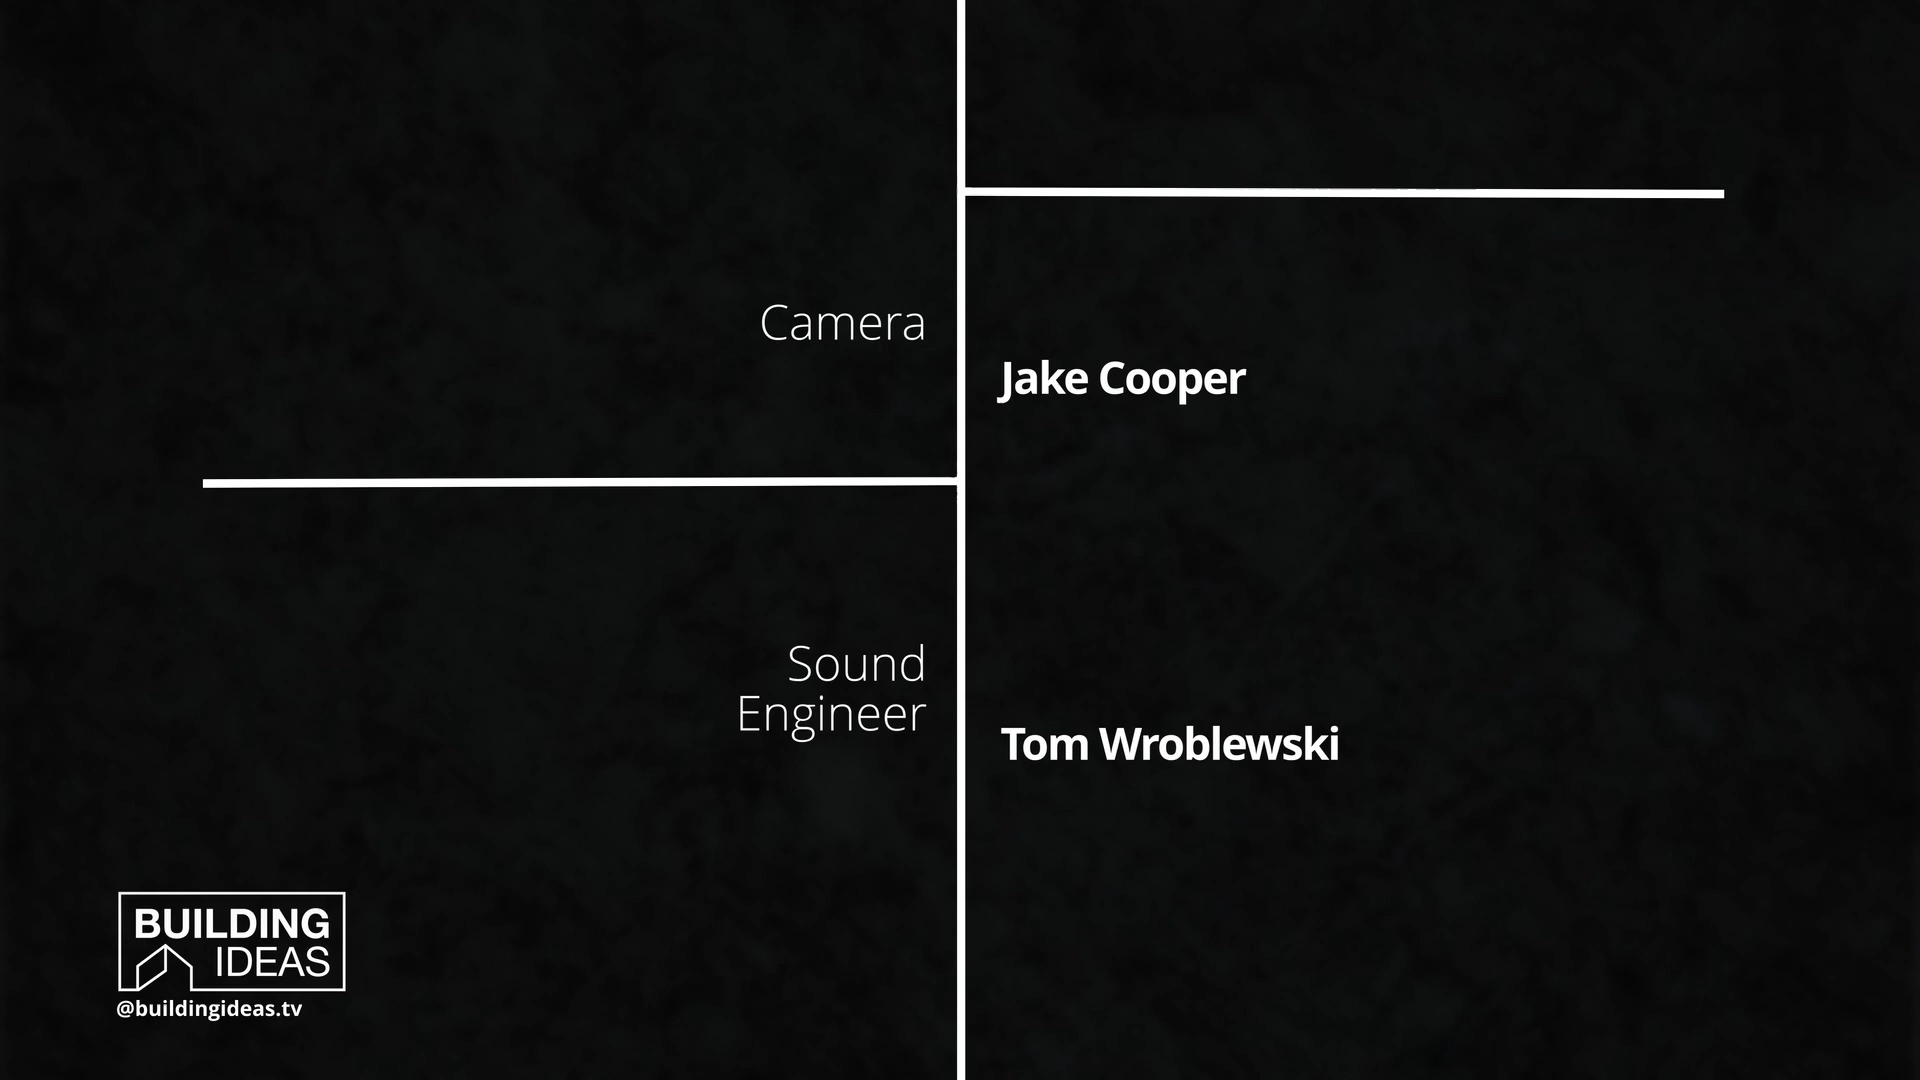 Camera
Jake Cooper
Sound
Engineer
Tom Wroblewski
BUILDING
IDEAS
@buildingideas.tv